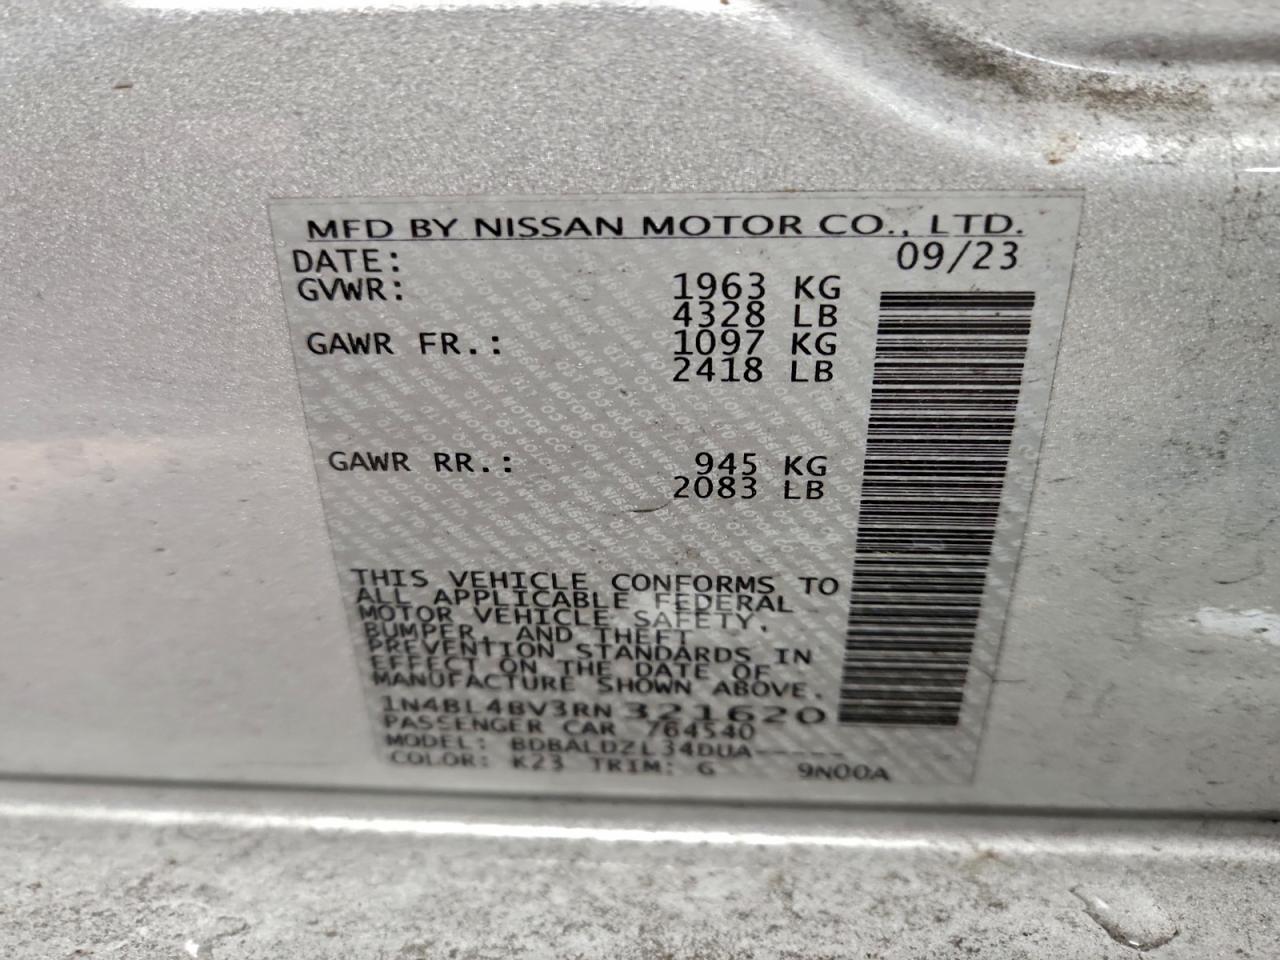 MFD BY NISSAN MOTOR CO., LTD.
DATE: 09/23
GVWR: 1963 KG
4328 LB
GAWR FR.: 1097 KG
2418 LB
GAWR RR.: 945 KG
2083 LB
THIS VEHICLE CONFORMS TO
ALL APPLICABLE FEDERAL
MOTOR VEHICLE SAFETY,
BUMPER, AND THEFT
PREVENTION STANDARDS IN
EFFECT ON THE DATE OF
MANUFACTURE SHOWN ABOVE.
1N4BL4BV3RN321620
PASSENGER CAR 764540
MODEL: BDBALDZL34DUA-----
COLOR: K23 TRIM: G 9N00A